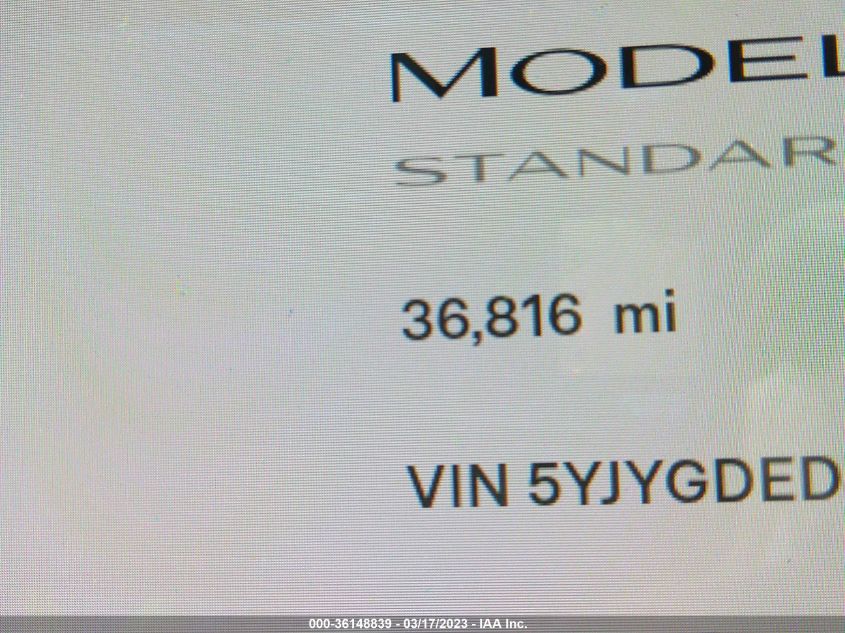 MODEL
STANDAR
36,816 mi
VIN 5YJYGDED
000-36148839 - 03/17/2023 - IAA Inc.